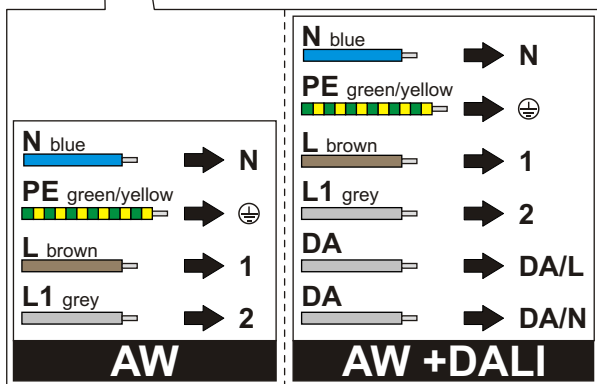 N blue N
PE green/yellow
L brown 1
L1 grey 2
AW
N blue N
PE green/yellow
L brown 1
L1 grey 2
DA DA/L
DA DA/N
AW +DALI